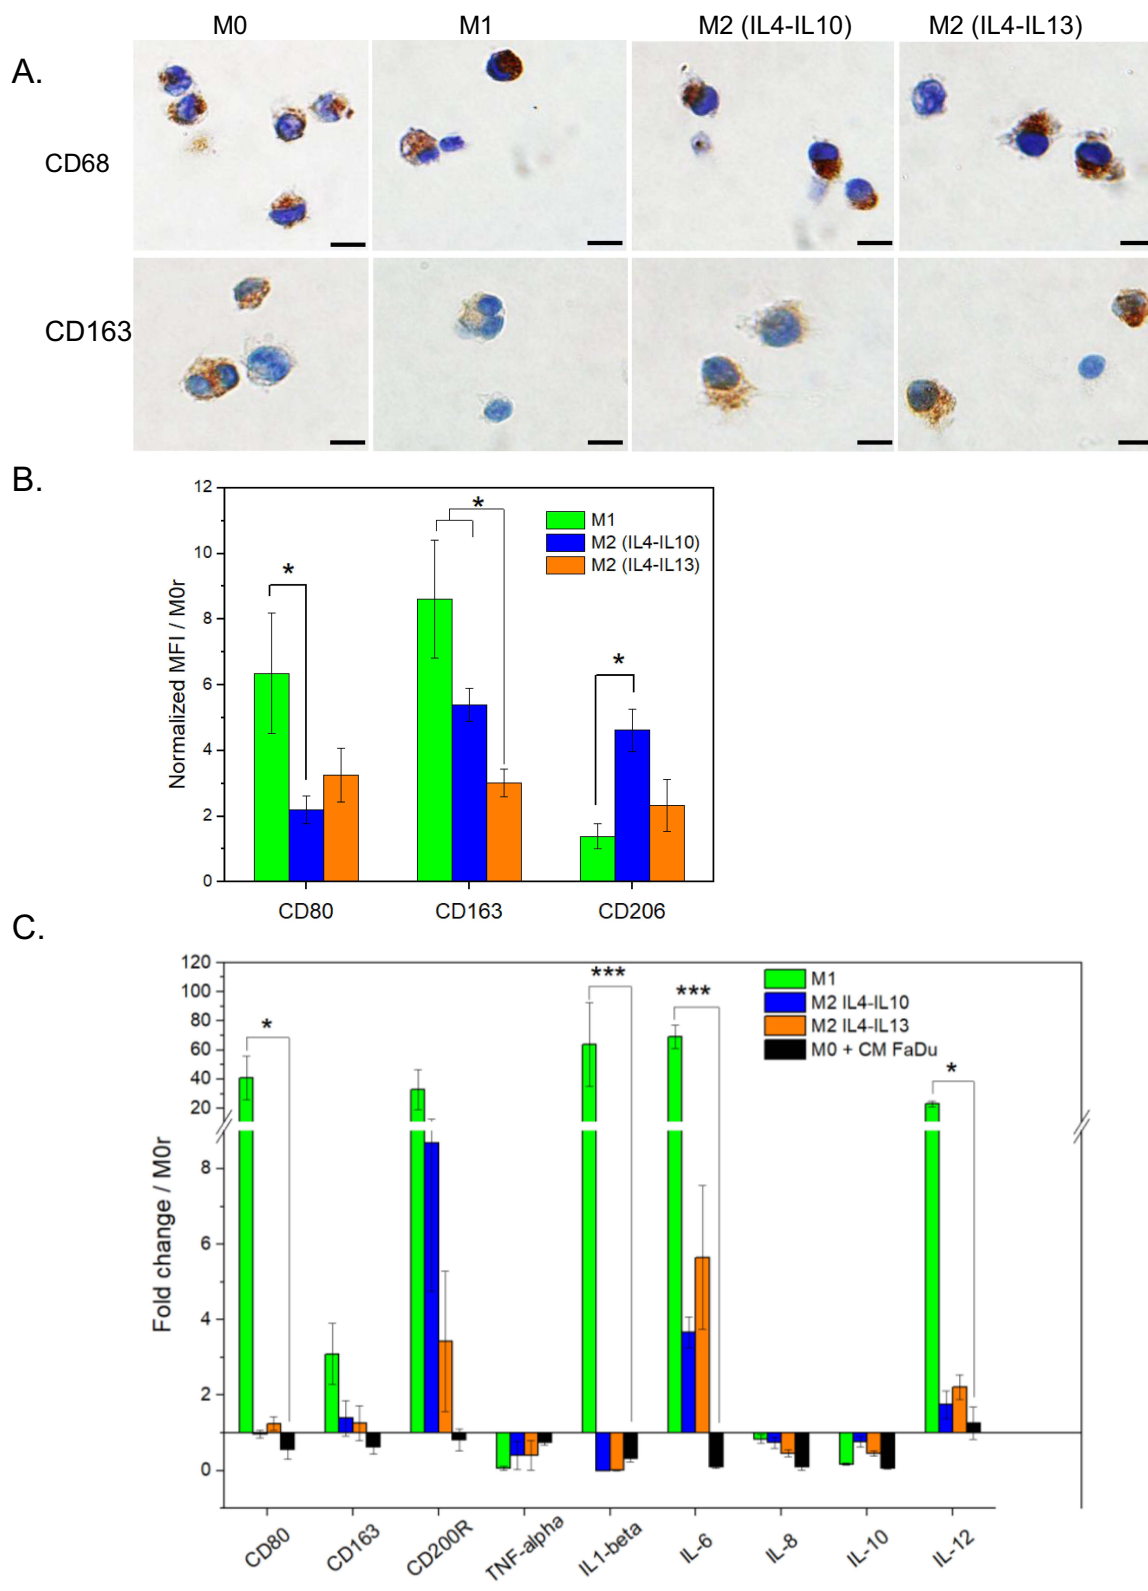 M0 M1 M2 (IL4-IL10) M2 (IL4-IL13)
A.
CD68
CD163
B.
12
10
8
6
4
2
0
Normalized MFI / M0r
* * *
M1
M2 (IL4-IL10)
M2 (IL4-IL13)
CD80 CD163 CD206
C.
120
100
80
60
40
20
8
6
4
2
0
Fold change / M0r
* *** *** *
M1
M2 IL4-IL10
M2 IL4-IL13
M0 + CM FaDu
CD80 CD163 CD200R TNF-alpha IL1-beta IL-6 IL-8 IL-10 IL-12